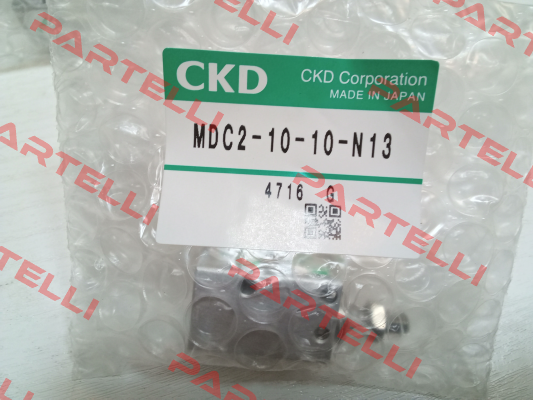 CKD
CKD Corporation
MADE IN JAPAN
MDC2-10-10-N13
4716 G
PARTELLI
PARTELLI
PARTELLI
PARTELLI
PARTELLI
PARTELLI